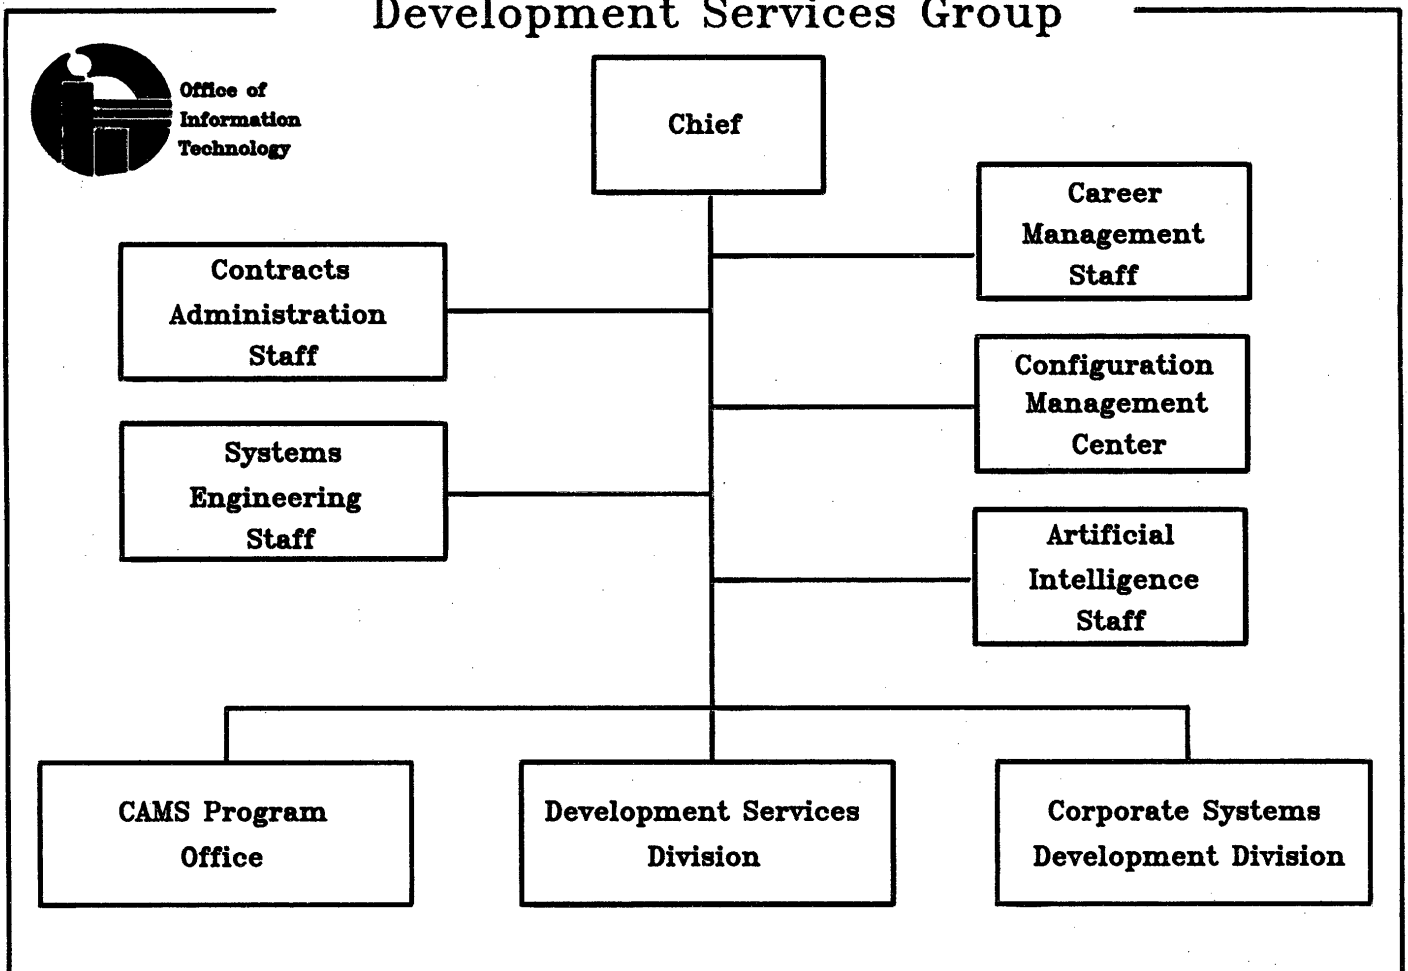 Development Services Group
Office of
Information
Technology
Chief
Career
Management
Staff
Contracts
Administration
Staff
Configuration
Management
Center
Systems
Engineering
Staff
Artificial
Intelligence
Staff
CAMS Program
Office
Development Services
Division
Corporate Systems
Development Division